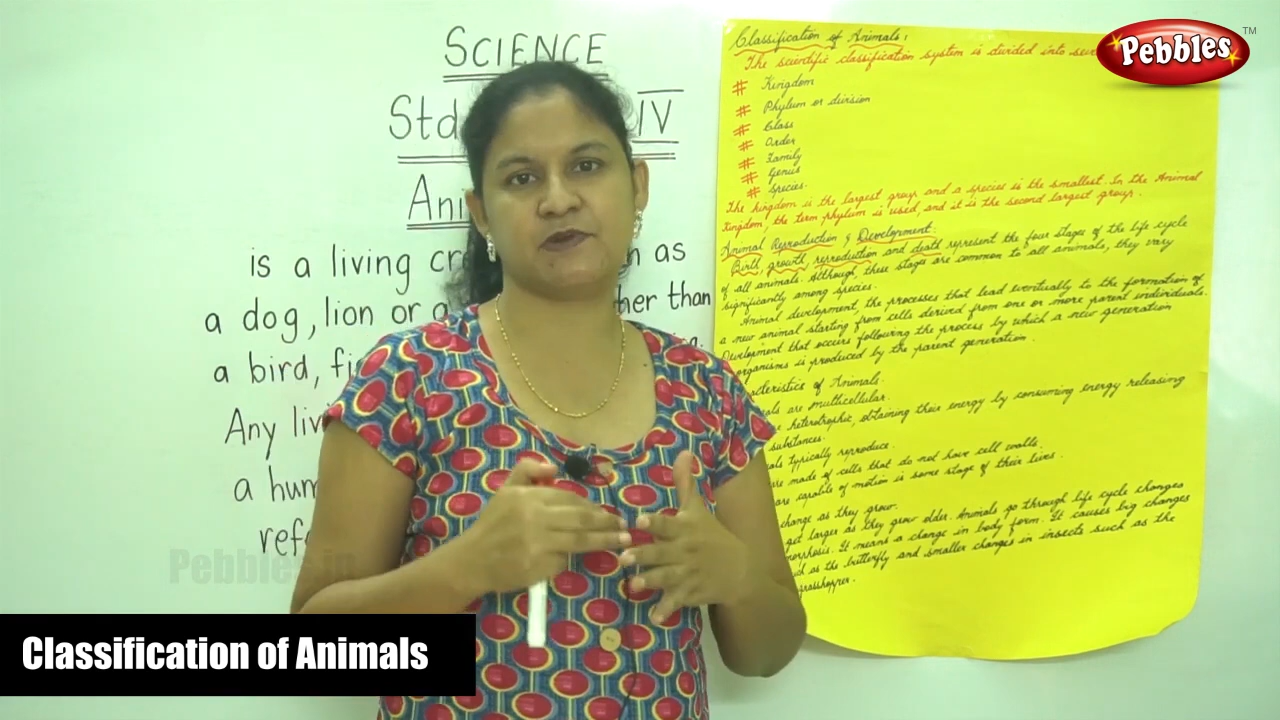 SCIENCE
Std IV
Ani
is a living cre n as
a dog, lion or a ther than
a bird, fi
Any livi
a hum
refe
Classification of Animals:
The scientific classification system is divided into
# Kingdom
# Phylum or division
# Class
# Order
# Family
# Genus
# Species.
The kingdom is the largest group and a species is the smallest. In the Animal
Kingdom, the term phylum is used, and it is the second largest group.
Animal Reproduction & Development:
Birth, growth, reproduction and death represent the four stages of the life cycle
of all animals. Although, these stages are common to all animals, they vary
significantly among species.
Animal development, the processes that lead eventually to the formation of
a new animal starting from cells derived from one or more parent individuals.
Development that occurs following the process by which a new generation
organisms is produced by the parent generation.
acteristics of Animals.
als are multicellular.
e heterotrophic, obtaining their energy by consuming energy releasing
substances.
als typically reproduce.
are made of cells that do not have cell walls.
are capable of motion is some stage of their lives.
change as they grow.
get larger as they grow older. Animals go through life cycle changes
morphosis. It means a change in body form. It causes big changes
uch as the butterfly and smaller changes in insects such as the
grasshopper.
Pebbles
TM
Pebbles.in
Classification of Animals